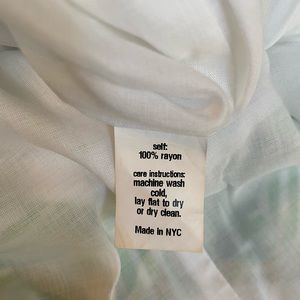 self:
100% rayon
care instructions:
machine wash
cold,
lay flat to dry
or dry clean.
Made in NYC